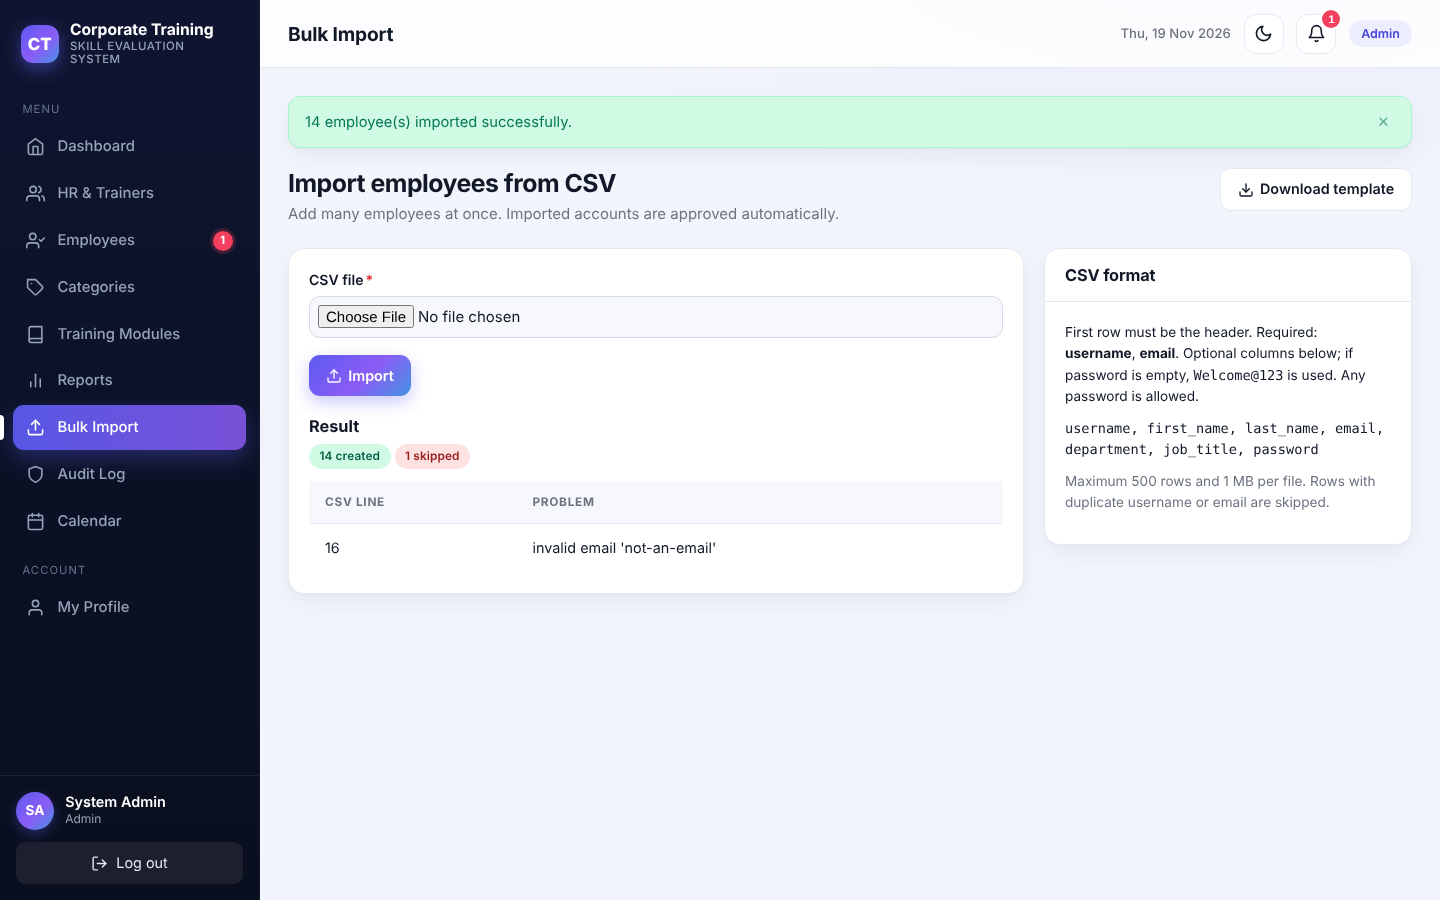 CT
Corporate Training
SKILL EVALUATION
SYSTEM
MENU
Dashboard
HR & Trainers
Employees
1
Categories
Training Modules
Reports
Bulk Import
Audit Log
Calendar
ACCOUNT
My Profile
SA
System Admin
Admin
Log out
Bulk Import
Thu, 19 Nov 2026
1
Admin
14 employee(s) imported successfully.
×
Import employees from CSV
Add many employees at once. Imported accounts are approved automatically.
Download template
CSV file *
Choose File No file chosen
Import
Result
14 created 1 skipped
CSV LINE PROBLEM
16 invalid email 'not-an-email'
CSV format
First row must be the header. Required:
username, email. Optional columns below; if
password is empty, Welcome@123 is used. Any
password is allowed.
username, first_name, last_name, email,
department, job_title, password
Maximum 500 rows and 1 MB per file. Rows with
duplicate username or email are skipped.